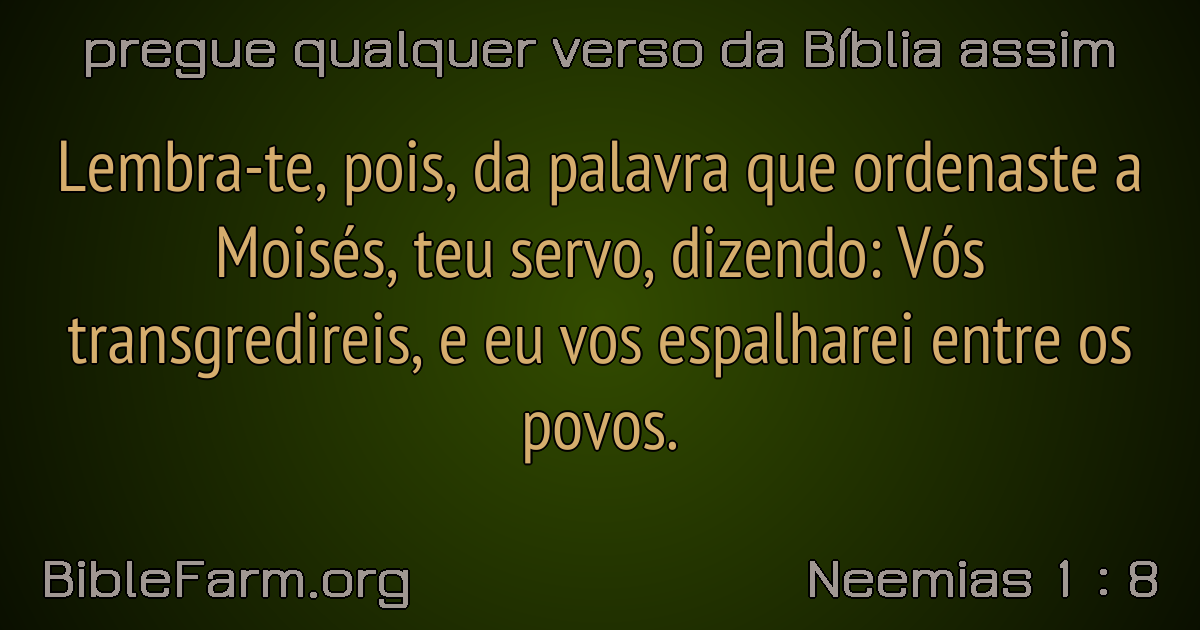 pregue qualquer verso da Bíblia assim
Lembra-te, pois, da palavra que ordenaste a
Moisés, teu servo, dizendo: Vós
transgredireis, e eu vos espalharei entre os
povos.
BibleFarm.org
Neemias 1 : 8